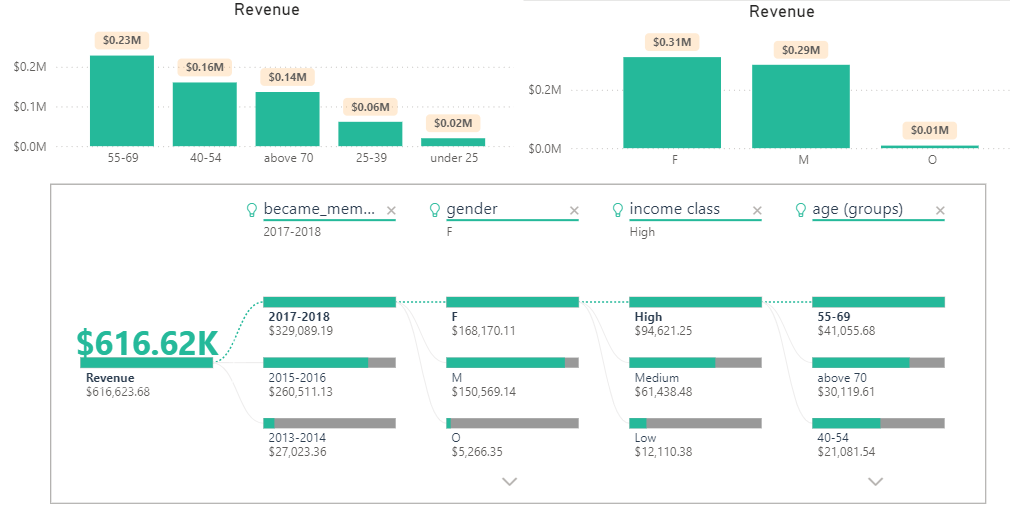 Revenue
$0.23M
$0.16M
$0.14M
$0.06M
$0.02M
$0.2M
$0.1M
$0.0M
55-69
40-54
above 70
25-39
under 25
Revenue
$0.31M
$0.29M
$0.01M
$0.2M
$0.0M
F
M
O
became_mem...
2017-2018
gender
F
income class
High
age (groups)
$616.62K
Revenue
$616,623.68
2017-2018
$329,089.19
2015-2016
$260,511.13
2013-2014
$27,023.36
F
$168,170.11
M
$150,569.14
O
$5,266.35
High
$94,621.25
Medium
$61,438.48
Low
$12,110.38
55-69
$41,055.68
above 70
$30,119.61
40-54
$21,081.54